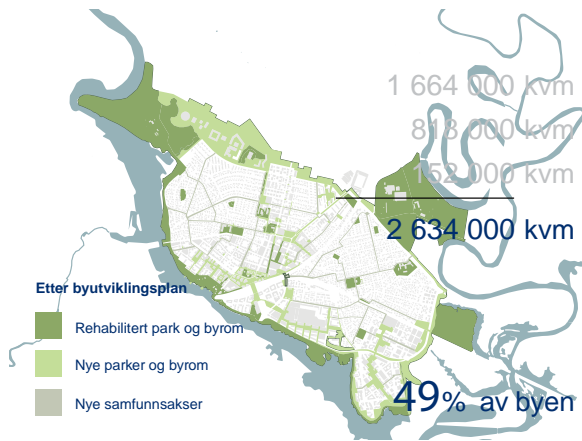 1 664 000 kvm
818 000 kvm
152 000 kvm
2 634 000 kvm
Etter byutviklingsplan
Rehabilitert park og byrom
Nye parker og byrom
Nye samfunnsakser
49% av byen